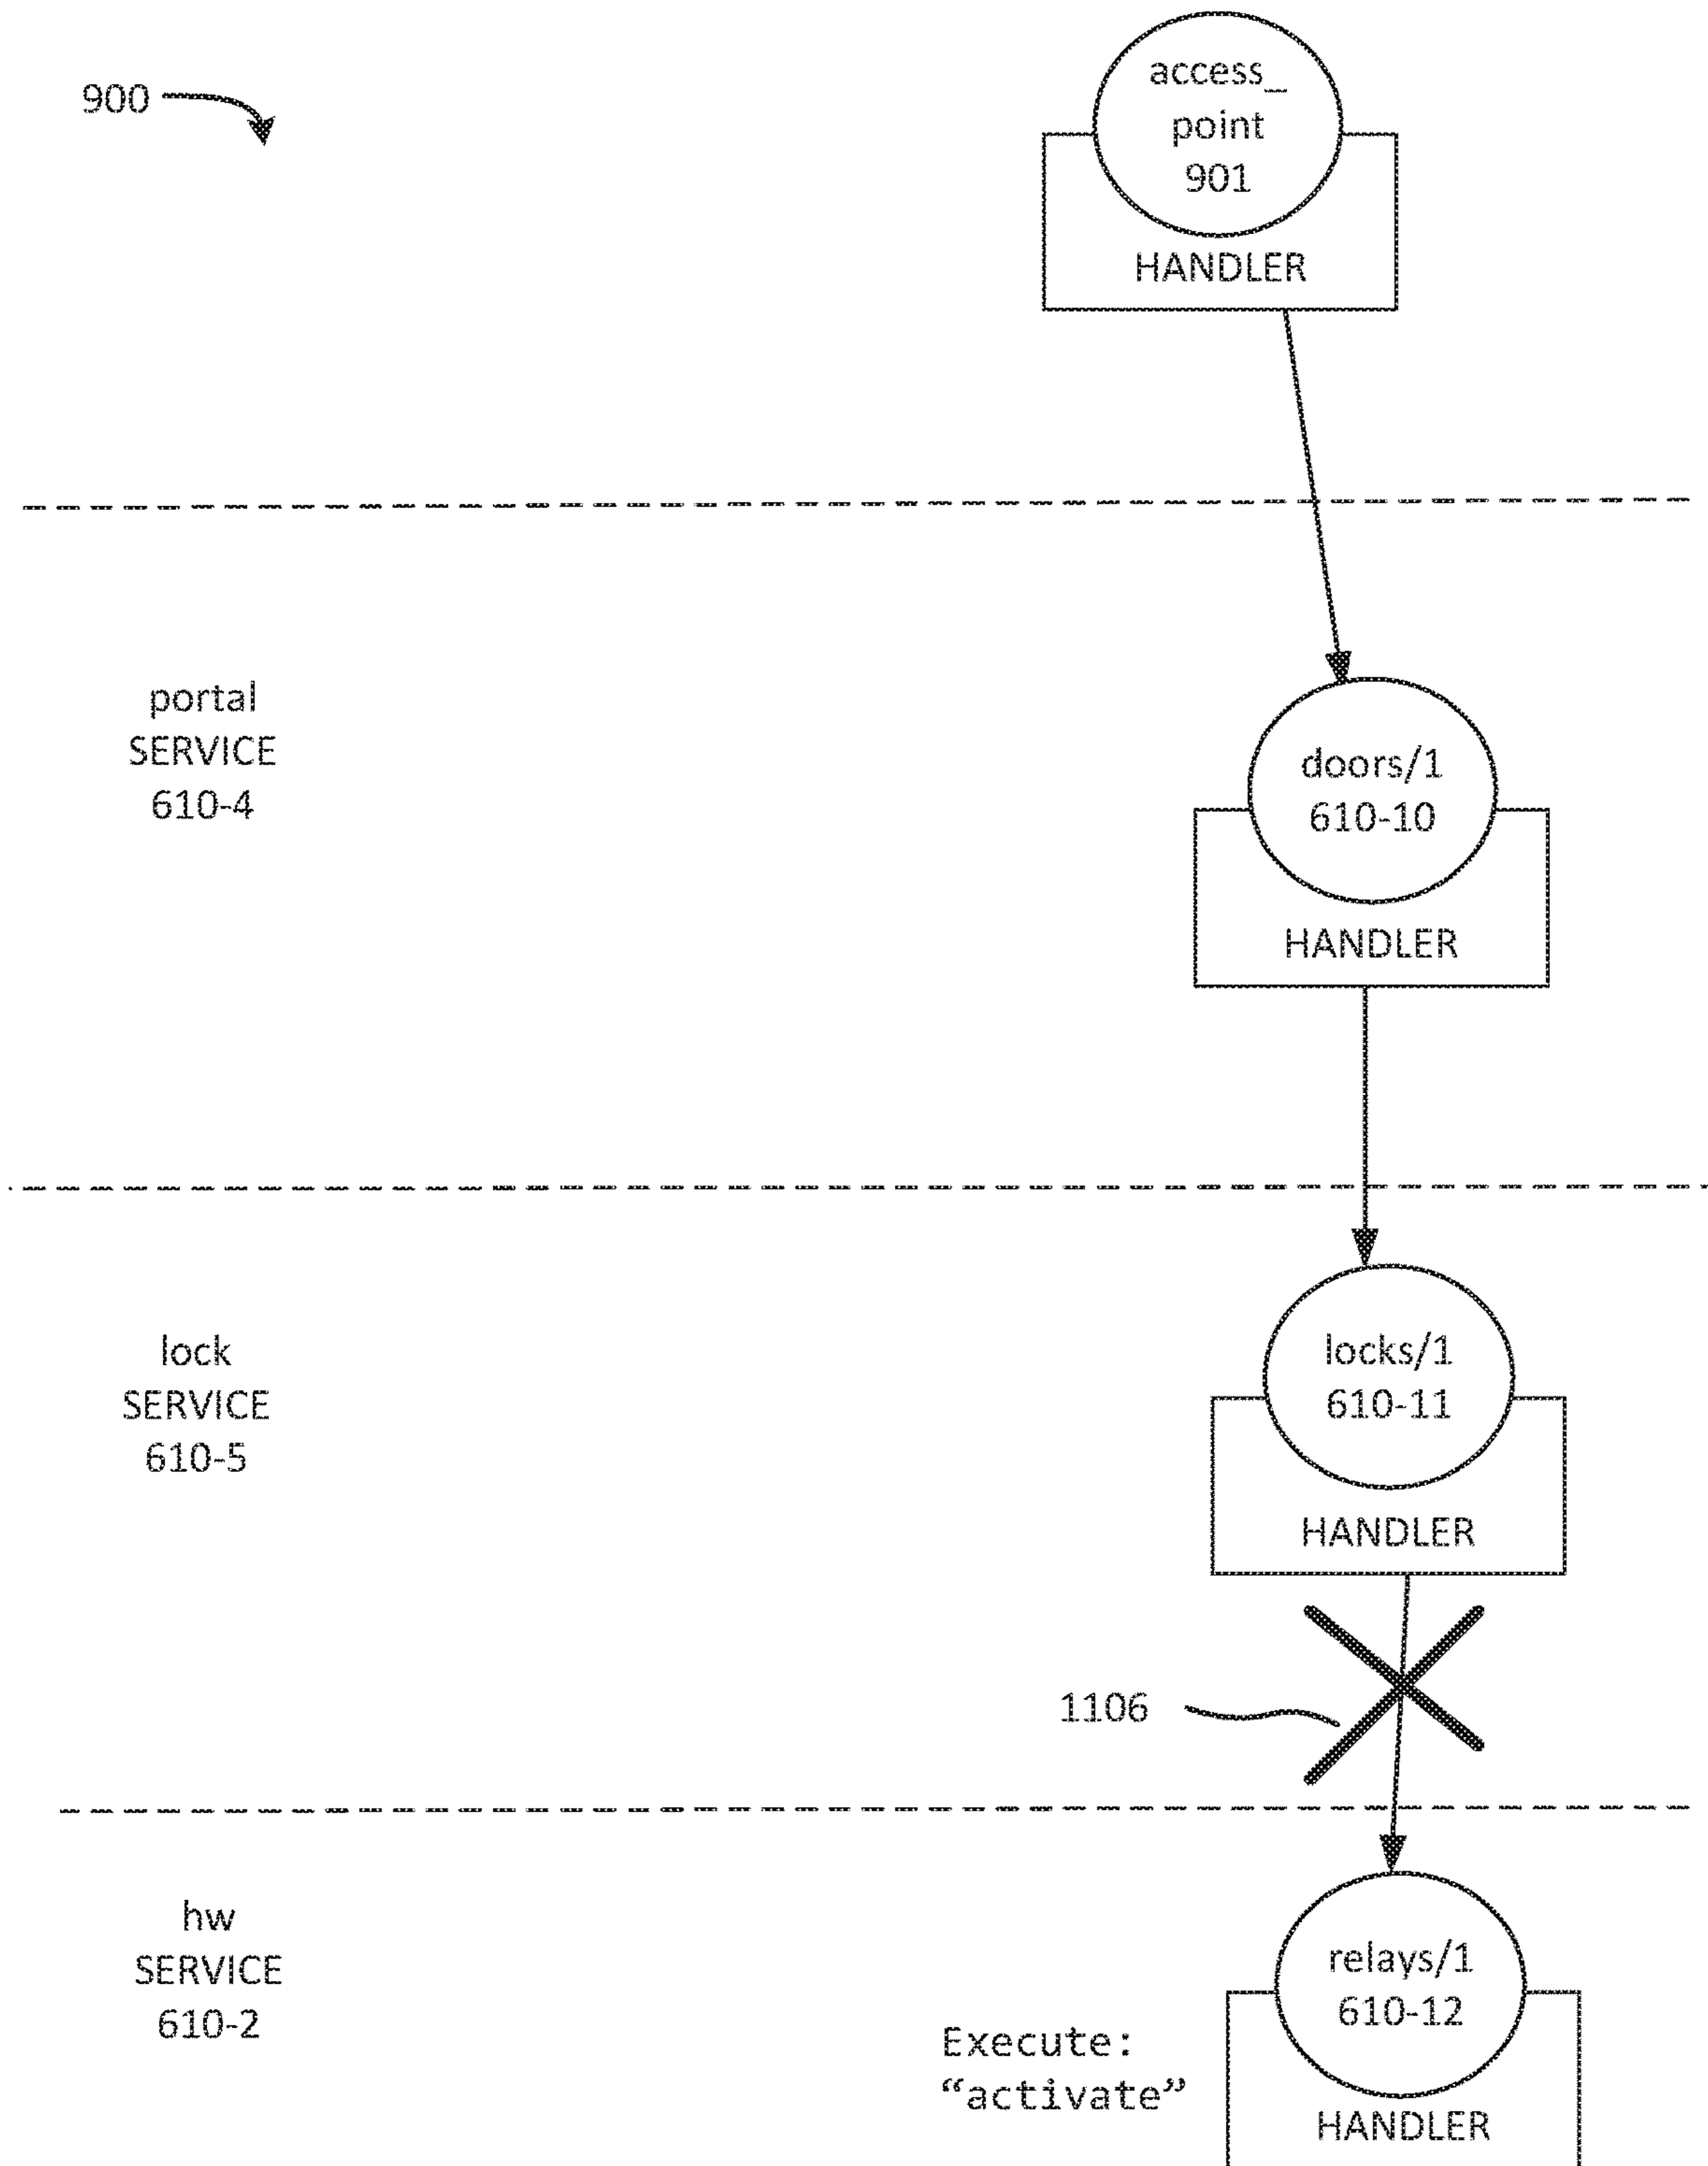 900
access_
point
901
HANDLER
portal
SERVICE
610-4
doors/1
610-10
HANDLER
lock
SERVICE
610-5
locks/1
610-11
HANDLER
1106
hw
SERVICE
610-2
relays/1
610-12
Execute:
“activate”
HANDLER